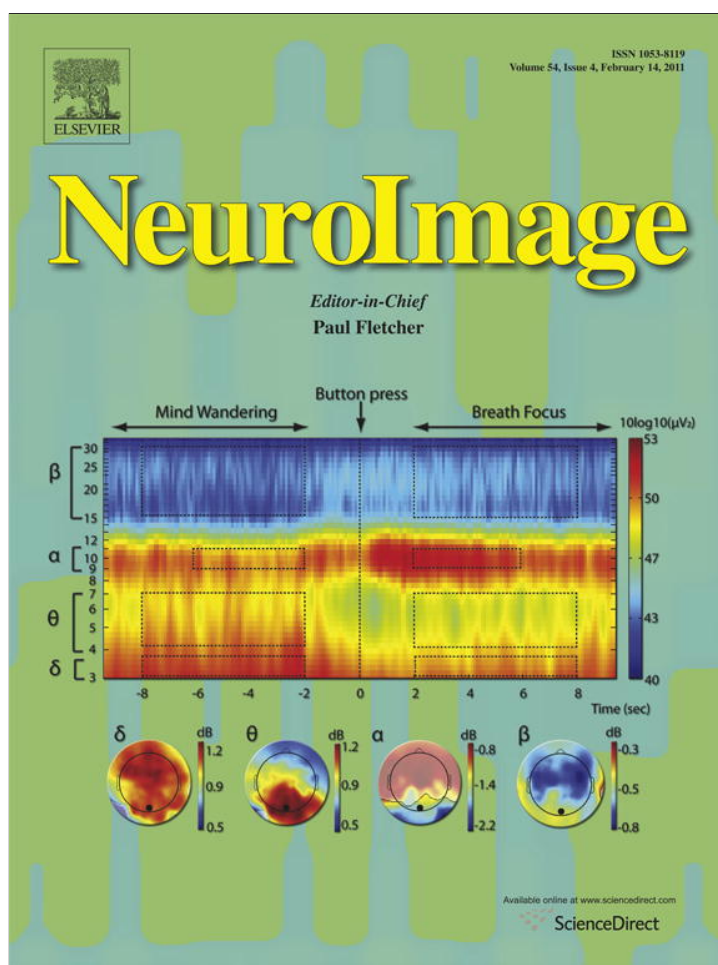 ISSN 1053-8119
Volume 54, Issue 4, February 14, 2011
ELSEVIER
NeuroImage
Editor-in-Chief
Paul Fletcher
Mind Wandering
Button press
Breath Focus
10log10(μV₂)
β
30
25
20
15
α
12
10
9
8
θ
7
6
5
4
δ
3
53
50
47
43
40
-8 -6 -4 -2 0 2 4 6 8
Time (sec)
δ dB 1.2 0.9 0.5
θ dB 1.2 0.9 0.5
α dB -0.8 -1.4 -2.2
β dB -0.3 -0.5 -0.8
Available online at www.sciencedirect.com
ScienceDirect